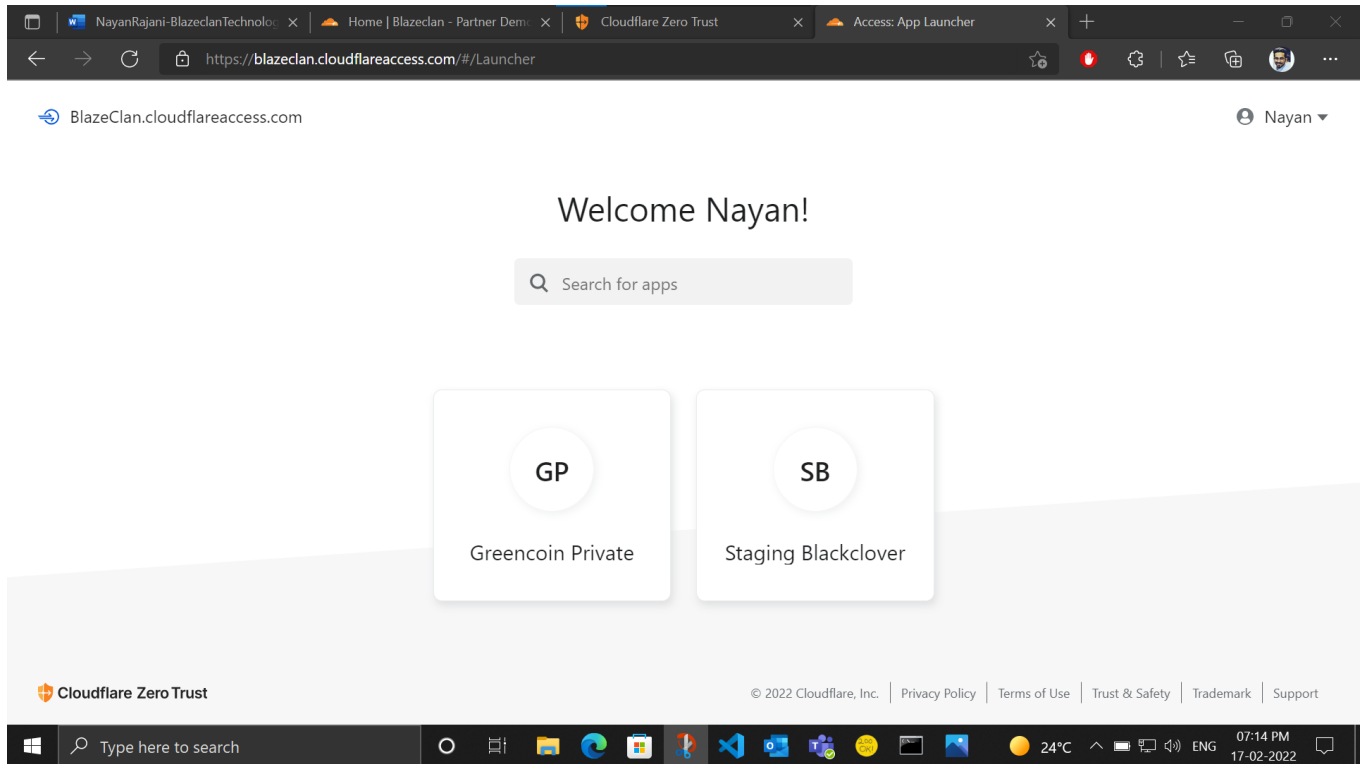 NayanRajani-BlazeclanTechnolog
Home | Blazeclan - Partner Demo
Cloudflare Zero Trust
Access: App Launcher
https://blazeclan.cloudflareaccess.com/#/Launcher
BlazeClan.cloudflareaccess.com
Nayan
Welcome Nayan!
Search for apps
GP
SB
Greencoin Private
Staging Blackclover
Cloudflare Zero Trust
© 2022 Cloudflare, Inc. | Privacy Policy | Terms of Use | Trust & Safety | Trademark | Support
Type here to search
24°C
ENG
07:14 PM
17-02-2022